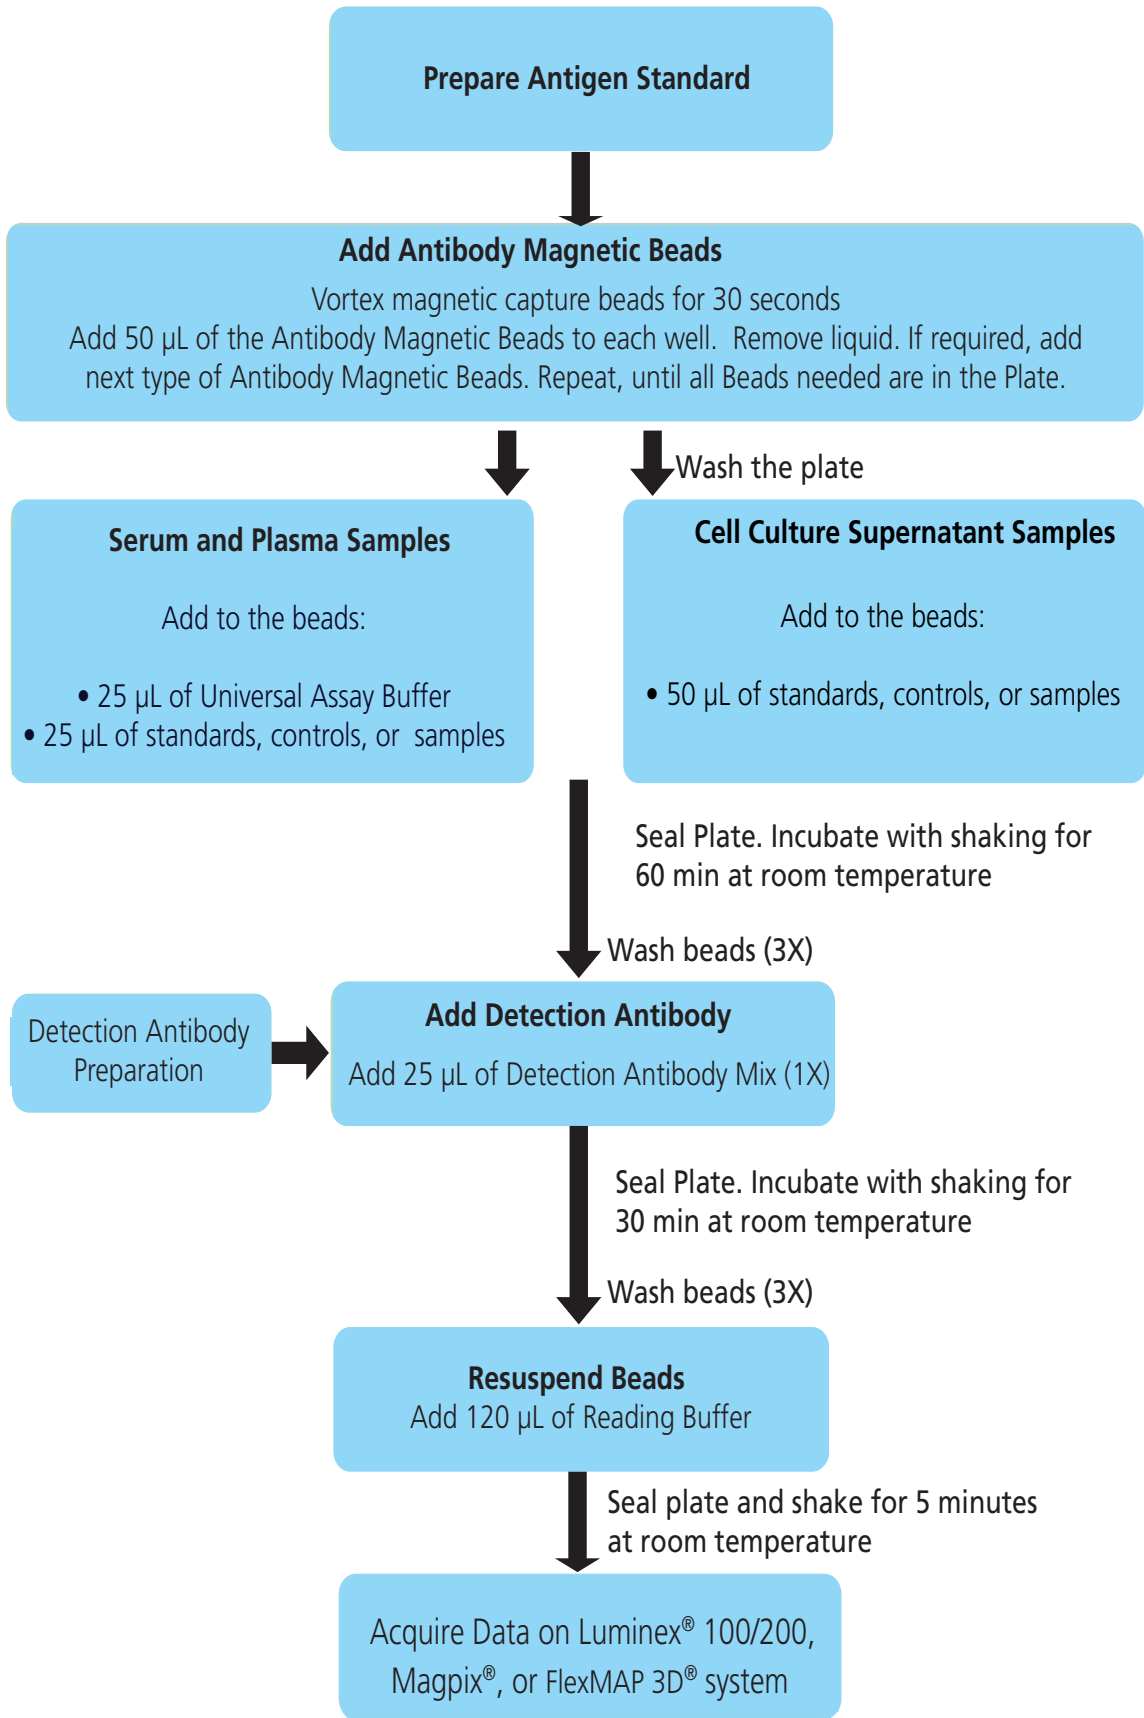 Prepare Antigen Standard
Add Antibody Magnetic Beads
Vortex magnetic capture beads for 30 seconds
Add 50 µL of the Antibody Magnetic Beads to each well.  Remove liquid. If required, add
next type of Antibody Magnetic Beads. Repeat, until all Beads needed are in the Plate.
Wash the plate
Serum and Plasma Samples
Add to the beads:
• 25 µL of Universal Assay Buffer
• 25 µL of standards, controls, or  samples
Cell Culture Supernatant Samples
Add to the beads:
• 50 µL of standards, controls, or samples
Seal Plate. Incubate with shaking for
60 min at room temperature
Wash beads (3X)
Detection Antibody
Preparation
Add Detection Antibody
Add 25 µL of Detection Antibody Mix (1X)
Seal Plate. Incubate with shaking for
30 min at room temperature
Wash beads (3X)
Resuspend Beads
Add 120 µL of Reading Buffer
Seal plate and shake for 5 minutes
at room temperature
Acquire Data on Luminex® 100/200,
Magpix®, or FlexMAP 3D® system